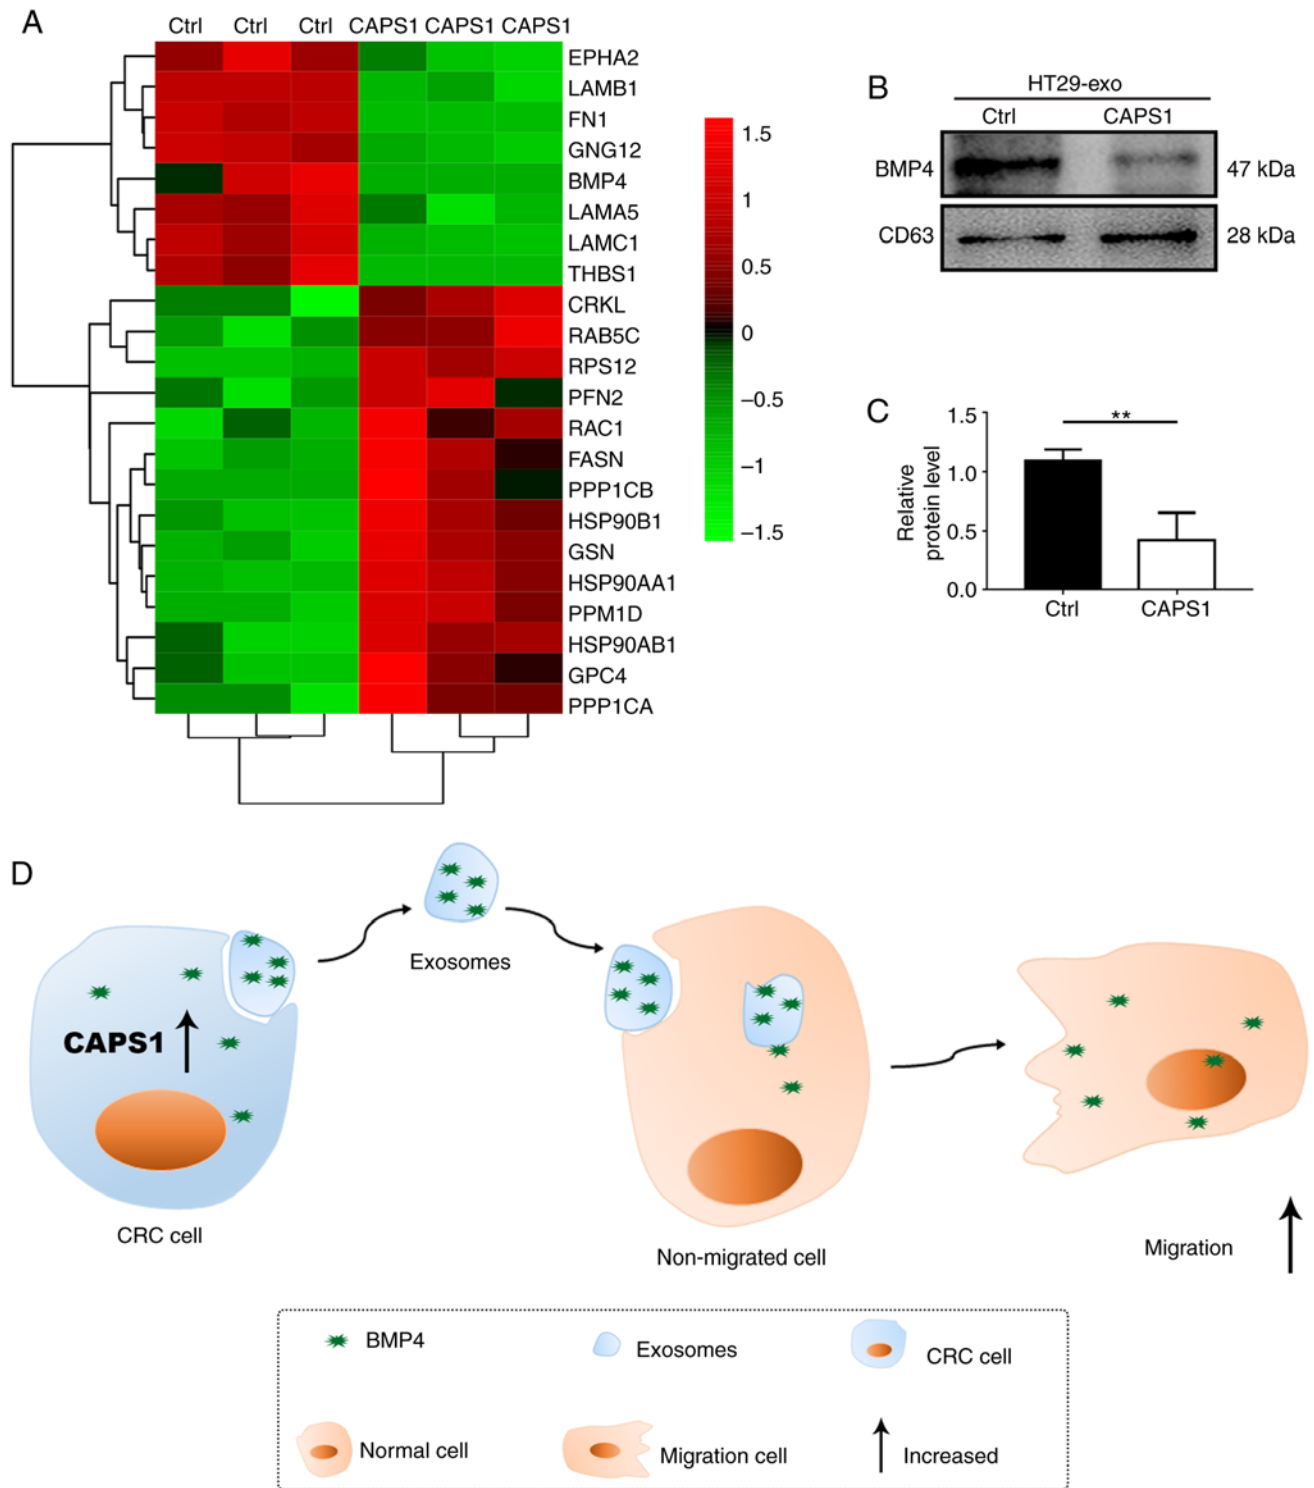 A
Ctrl Ctrl Ctrl CAPS1 CAPS1 CAPS1
EPHA2
LAMB1
FN1
GNG12
BMP4
LAMA5
LAMC1
THBS1
CRKL
RAB5C
RPS12
PFN2
RAC1
FASN
PPP1CB
HSP90B1
GSN
HSP90AA1
PPM1D
HSP90AB1
GPC4
PPP1CA
1.5
1
0.5
0
−0.5
−1
−1.5
B
HT29-exo
Ctrl CAPS1
BMP4 47 kDa
CD63 28 kDa
C
Relative
protein level
1.5
1.0
0.5
0.0
**
Ctrl CAPS1
D
CAPS1
CRC cell
Exosomes
Non-migrated cell
Migration
BMP4 Exosomes CRC cell
Normal cell Migration cell Increased